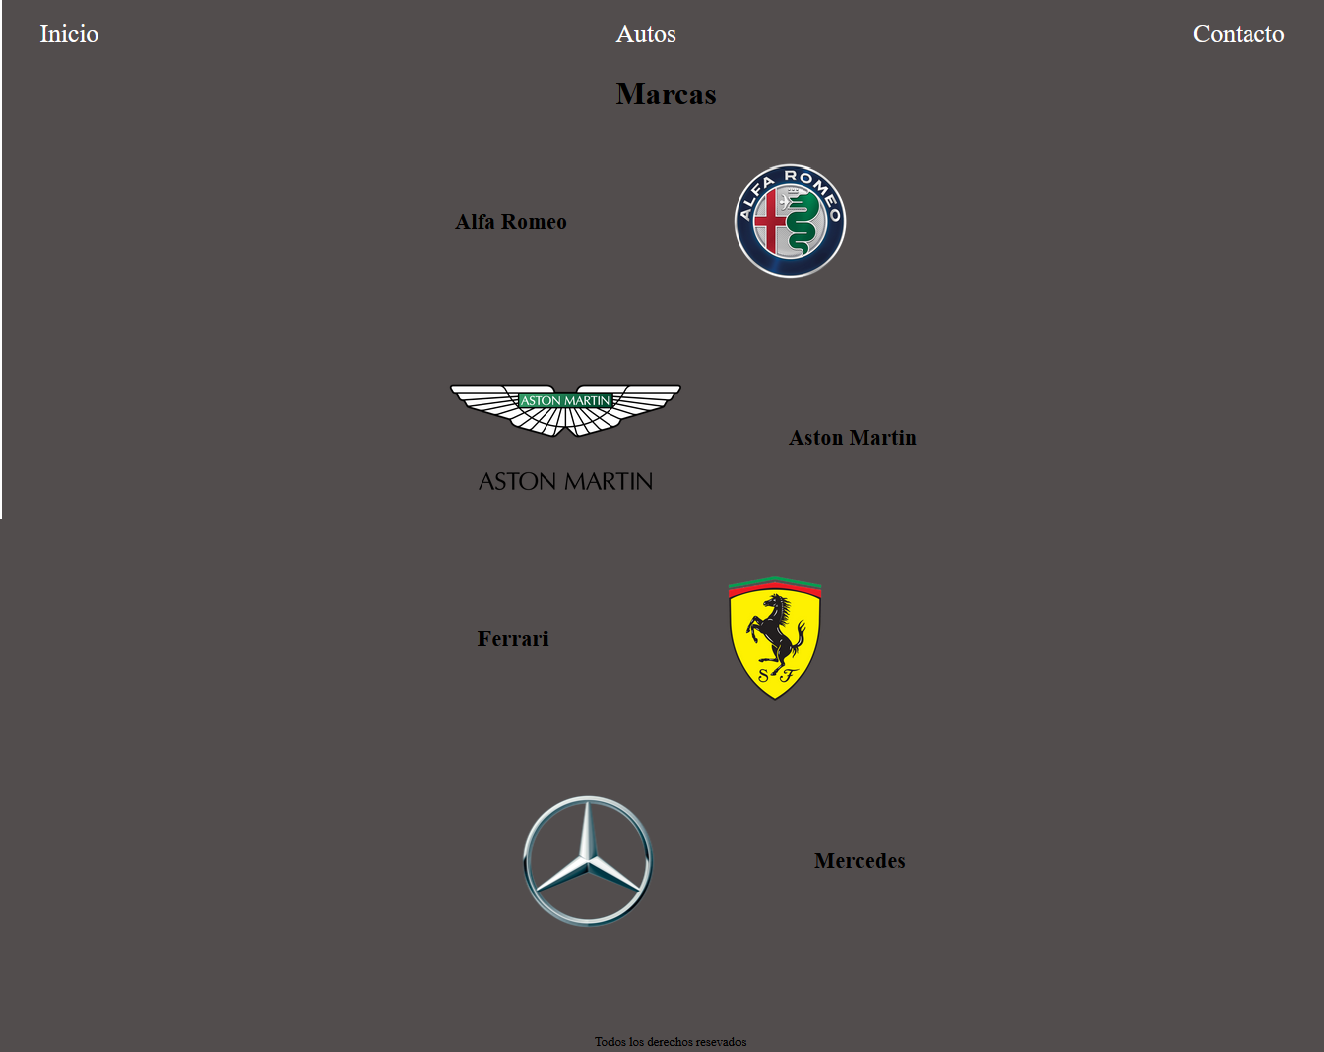 Inicio Autos Contacto
Marcas
Alfa Romeo
ALFA ROMEO
ASTON MARTIN
ASTON MARTIN
Aston Martin
Ferrari
S F
Mercedes
Todos los derechos resevados